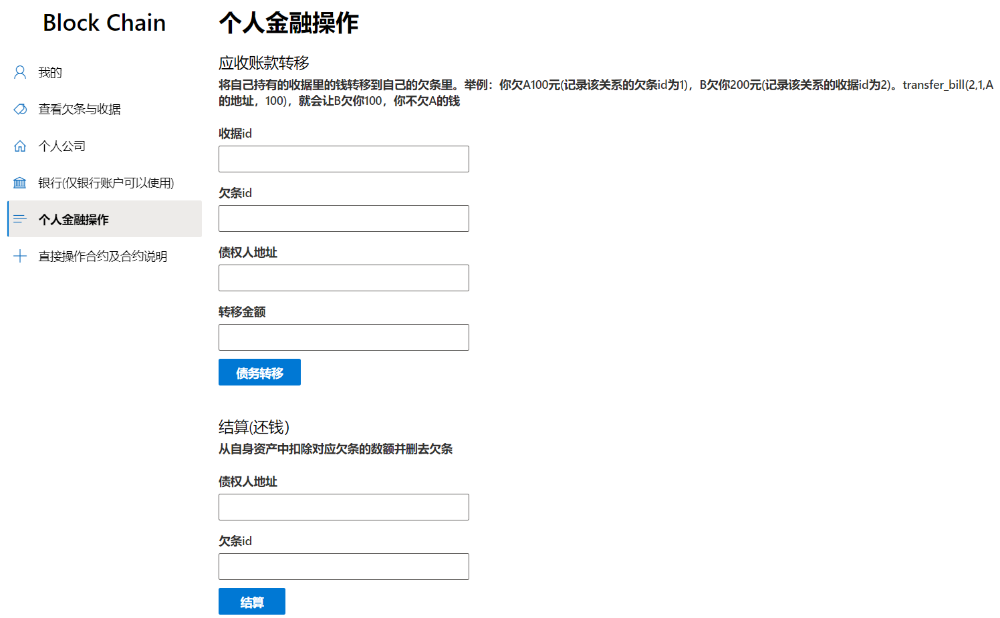 Block Chain
我的
查看欠条与收据
个人公司
银行(仅银行账户可以使用)
个人金融操作
直接操作合约及合约说明
个人金融操作
应收账款转移
将自己持有的收据里的钱转移到自己的欠条里。举例：你欠A100元(记录该关系的欠条id为1)，B欠你200元(记录该关系的收据id为2)。transfer_bill(2,1,A
的地址，100)，就会让B欠你100，你不欠A的钱
收据id
欠条id
债权人地址
转移金额
债务转移
结算(还钱）
从自身资产中扣除对应欠条的数额并删去欠条
债权人地址
欠条id
结算